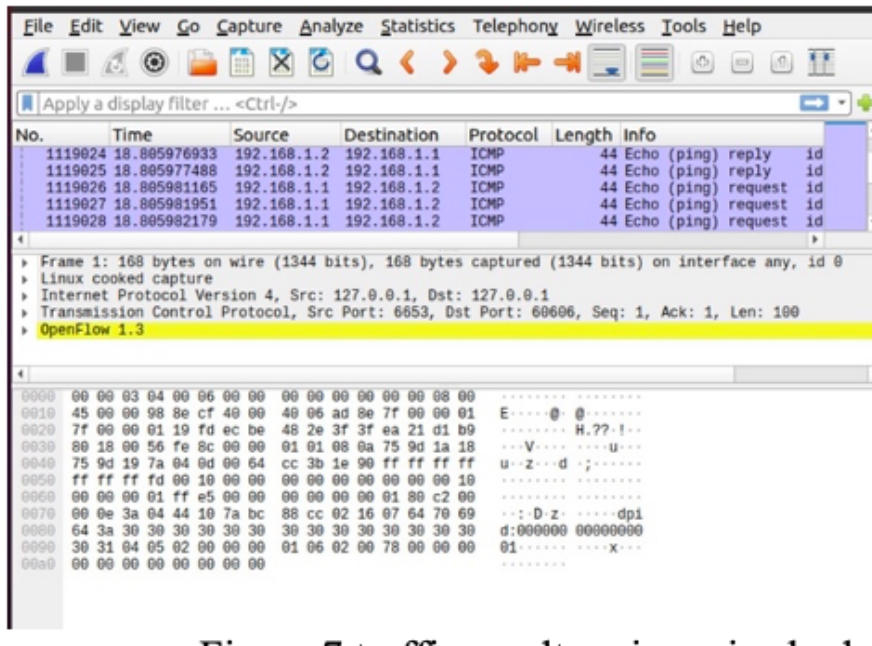 File Edit View Go Capture Analyze Statistics Telephony Wireless Tools Help
Apply a display filter ... <Ctrl-/>
No. Time Source Destination Protocol Length Info
1119024 18.805976933 192.168.1.2 192.168.1.1 ICMP 44 Echo (ping) reply id
1119025 18.805977488 192.168.1.2 192.168.1.1 ICMP 44 Echo (ping) reply id
1119026 18.805981165 192.168.1.1 192.168.1.2 ICMP 44 Echo (ping) request id
1119027 18.805981951 192.168.1.1 192.168.1.2 ICMP 44 Echo (ping) request id
1119028 18.805982179 192.168.1.1 192.168.1.2 ICMP 44 Echo (ping) request id
Frame 1: 168 bytes on wire (1344 bits), 168 bytes captured (1344 bits) on interface any, id 0
Linux cooked capture
Internet Protocol Version 4, Src: 127.0.0.1, Dst: 127.0.0.1
Transmission Control Protocol, Src Port: 6653, Dst Port: 60606, Seq: 1, Ack: 1, Len: 100
OpenFlow 1.3
0000 00 00 03 04 00 06 00 00 00 00 00 00 00 00 08 00 ········ ········
0010 45 00 00 98 8e cf 40 00 40 06 ad 8e 7f 00 00 01 E·····@· @·······
0020 7f 00 00 01 19 fd ec be 48 2e 3f 3f ea 21 d1 b9 ········ H.??·!··
0030 80 18 00 56 fe 8c 00 00 01 01 08 0a 75 9d 1a 18 ···V···· ····u···
0040 75 9d 19 7a 04 0d 00 64 cc 3b 1e 90 ff ff ff ff u··z···d ·;······
0050 ff ff ff fd 00 10 00 00 00 00 00 00 00 00 00 10 ········ ········
0060 00 00 00 01 ff e5 00 00 00 00 00 00 01 80 c2 00 ········ ········
0070 00 0e 3a 04 44 10 7a bc 88 cc 02 16 07 64 70 69 ··:·D·z· ·····dpi
0080 64 3a 30 30 30 30 30 30 30 30 30 30 30 30 30 30 d:000000 00000000
0090 30 31 04 05 02 00 00 00 01 06 02 00 78 00 00 00 01······ ····x···
00a0 00 00 00 00 00 00 00 00 ········